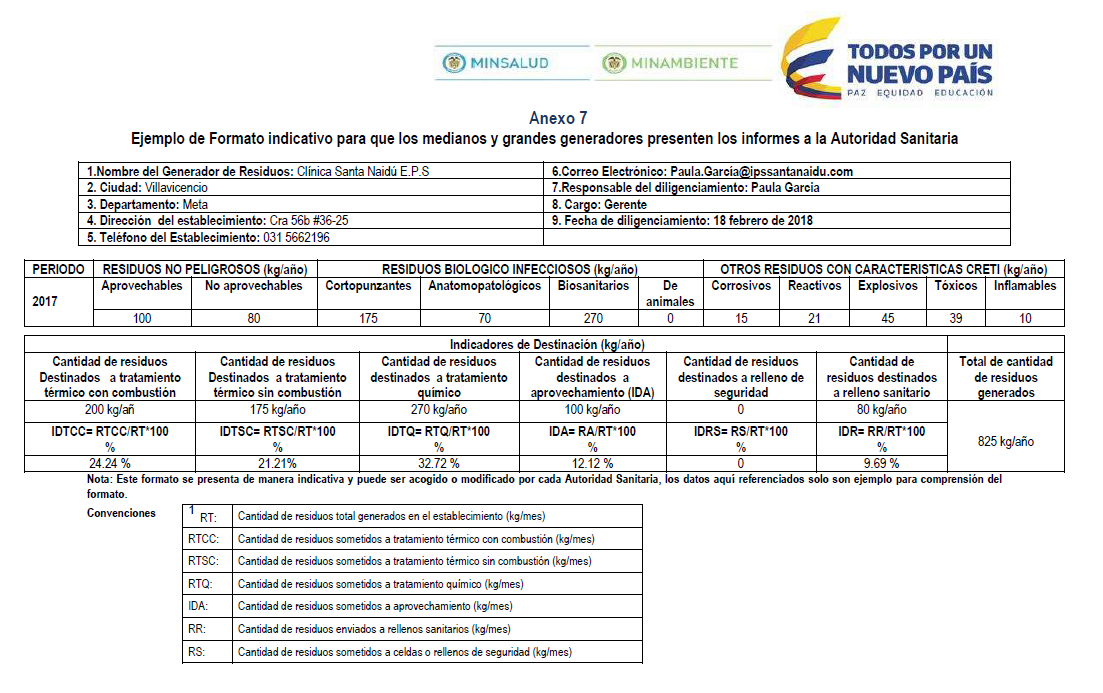 MINSALUD
MINAMBIENTE
TODOS POR UN
NUEVO PAÍS
PAZ EQUIDAD EDUCACIÓN
Anexo 7
Ejemplo de Formato indicativo para que los medianos y grandes generadores presenten los informes a la Autoridad Sanitaria
1.Nombre del Generador de Residuos: Clínica Santa Naidú E.P.S
6.Correo Electrónico: Paula.García@ipssantanaidu.com
2. Ciudad: Villavicencio
7.Responsable del diligenciamiento: Paula Garcia
3. Departamento: Meta
8. Cargo: Gerente
4. Dirección del establecimiento: Cra 56b #36-25
9. Fecha de diligenciamiento: 18 febrero de 2018
5. Teléfono del Establecimiento: 031 5662196
PERIODO RESIDUOS NO PELIGROSOS (kg/año) RESIDUOS BIOLOGICO INFECCIOSOS (kg/año) OTROS RESIDUOS CON CARACTERISTICAS CRETI (kg/año)
2017 Aprovechables No aprovechables Cortopunzantes Anatomopatológicos Biosanitarios De animales Corrosivos Reactivos Explosivos Tóxicos Inflamables
100 80 175 70 270 0 15 21 45 39 10
Indicadores de Destinación (kg/año)
Cantidad de residuos Destinados a tratamiento térmico con combustión
Cantidad de residuos Destinados a tratamiento térmico sin combustión
Cantidad de residuos destinados a tratamiento químico
Cantidad de residuos destinados a aprovechamiento (IDA)
Cantidad de residuos destinados a relleno de seguridad
Cantidad de residuos destinados a relleno sanitario
Total de cantidad de residuos generados
200 kg/añ 175 kg/año 270 kg/año 100 kg/año 0 80 kg/año
825 kg/año
IDTCC= RTCC/RT*100 % IDTSC= RTSC/RT*100 % IDTQ= RTQ/RT*100 % IDA= RA/RT*100 % IDRS= RS/RT*100 % IDR= RR/RT*100 %
24.24 % 21.21% 32.72 % 12.12 % 0 9.69 %
Nota: Este formato se presenta de manera indicativa y puede ser acogido o modificado por cada Autoridad Sanitaria, los datos aquí referenciados solo son ejemplo para comprensión del
formato.
Convenciones
1 RT: Cantidad de residuos total generados en el establecimiento (kg/mes)
RTCC: Cantidad de residuos sometidos a tratamiento térmico con combustión (kg/mes)
RTSC: Cantidad de residuos sometidos a tratamiento térmico sin combustión (kg/mes)
RTQ: Cantidad de residuos sometidos a tratamiento químico (kg/mes)
IDA: Cantidad de residuos sometidos a aprovechamiento (kg/mes)
RR: Cantidad de residuos enviados a rellenos sanitarios (kg/mes)
RS: Cantidad de residuos sometidos a celdas o rellenos de seguridad (kg/mes)